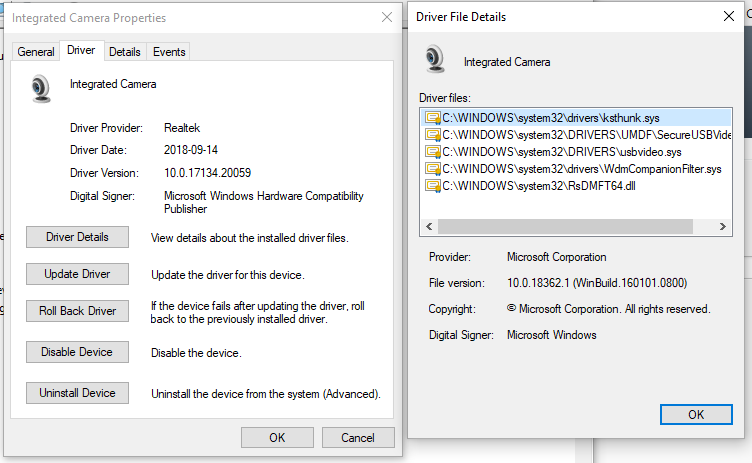 Integrated Camera Properties
General Driver Details Events
Integrated Camera
Driver Provider: Realtek
Driver Date: 2018-09-14
Driver Version: 10.0.17134.20059
Digital Signer: Microsoft Windows Hardware Compatibility
Publisher
Driver Details View details about the installed driver files.
Update Driver Update the driver for this device.
Roll Back Driver If the device fails after updating the driver, roll
back to the previously installed driver.
Disable Device Disable the device.
Uninstall Device Uninstall the device from the system (Advanced).
OK Cancel
Driver File Details
Integrated Camera
Driver files:
C:\WINDOWS\system32\drivers\ksthunk.sys
C:\WINDOWS\system32\DRIVERS\UMDF\SecureUSBVide
C:\WINDOWS\system32\DRIVERS\usbvideo.sys
C:\WINDOWS\system32\drivers\WdmCompanionFilter.sys
C:\WINDOWS\system32\RsDMFT64.dll
Provider: Microsoft Corporation
File version: 10.0.18362.1 (WinBuild.160101.0800)
Copyright: © Microsoft Corporation. All rights reserved.
Digital Signer: Microsoft Windows
OK